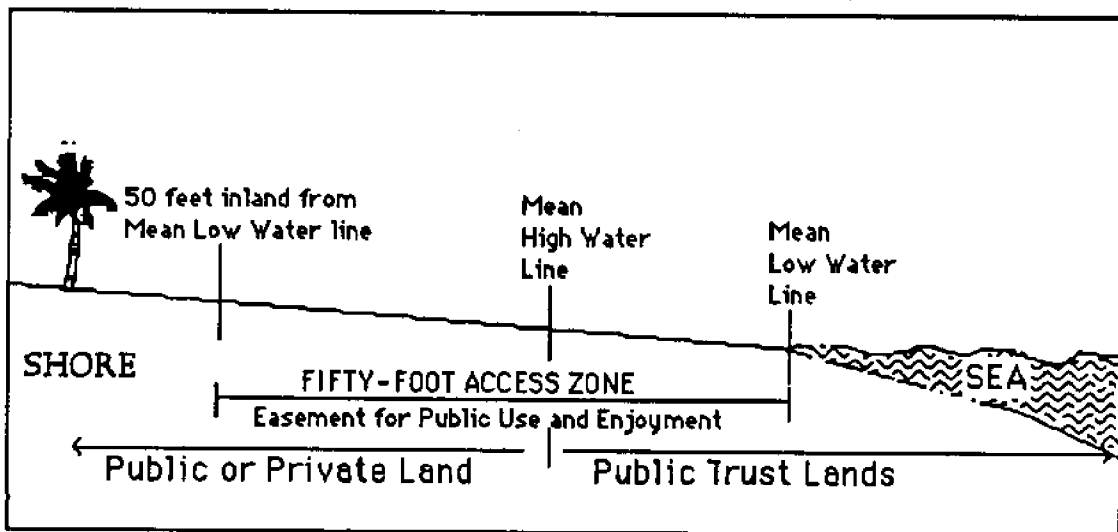 50 feet inland from
Mean Low Water line
Mean
High Water
Line
Mean
Low Water
Line
SHORE
SEA
FIFTY-FOOT ACCESS ZONE
Easement for Public Use and Enjoyment
Public or Private Land
Public Trust Lands